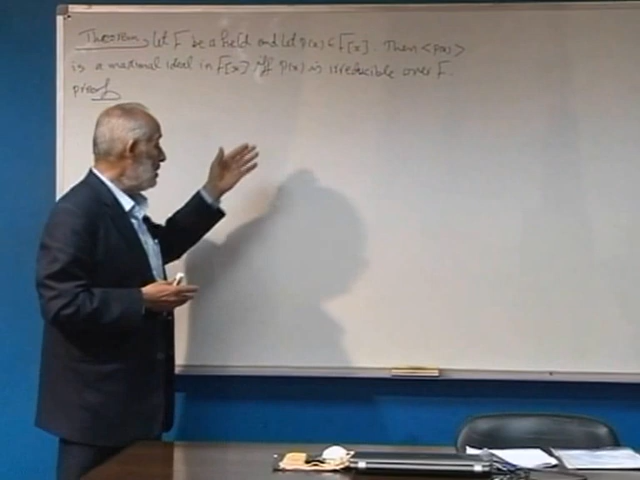 Theorem, Let F be a field and let p(x) ∈ F[x]. Then <p(x)>
is a maximal ideal in F[x] iff p(x) is irreducible over F.
proof